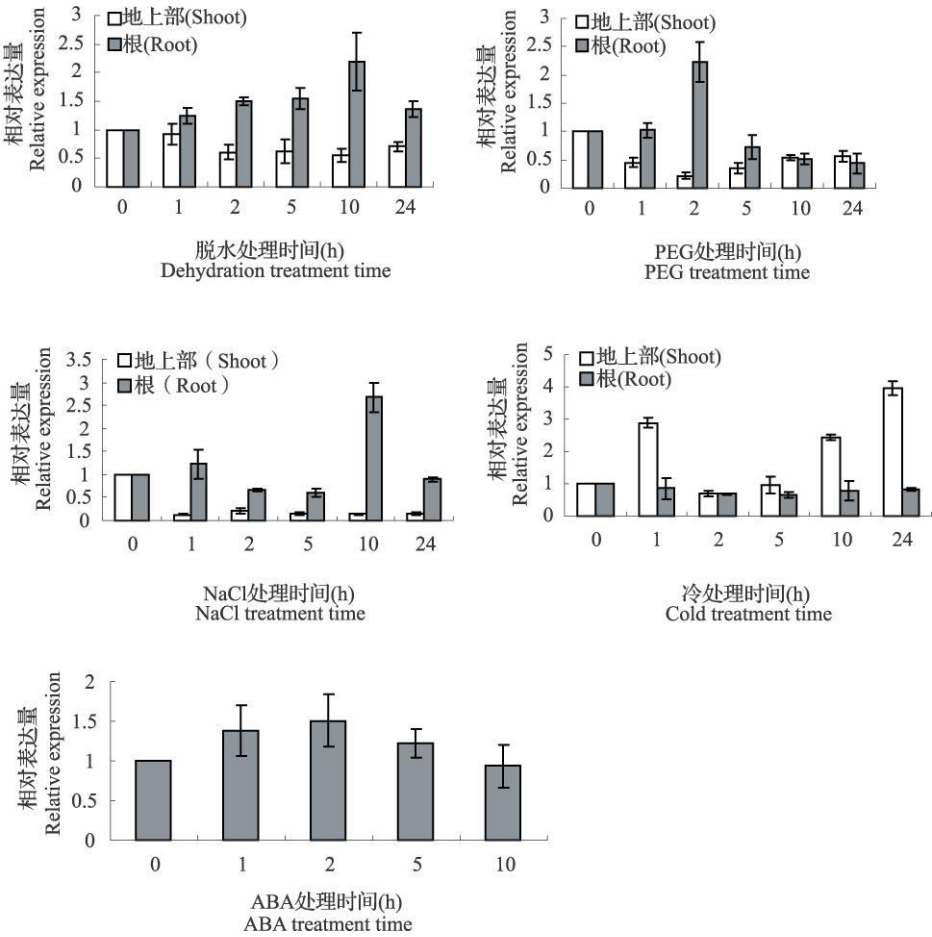 地上部(Shoot)
根(Root)
相对表达量
Relative expression
3
2.5
2
1.5
1
0.5
0
0 1 2 5 10 24
脱水处理时间(h)
Dehydration treatment time
地上部(Shoot)
根(Root)
相对表达量
Relative expression
3
2.5
2
1.5
1
0.5
0
0 1 2 5 10 24
PEG处理时间(h)
PEG treatment time
地上部（Shoot）
根（Root）
相对表达量
Relative expression
3.5
3
2.5
2
1.5
1
0.5
0
0 1 2 5 10 24
NaCl处理时间(h)
NaCl treatment time
地上部(Shoot)
根(Root)
相对表达量
Relative expression
5
4
3
2
1
0
0 1 2 5 10 24
冷处理时间(h)
Cold treatment time
相对表达量
Relative expression
2
1.5
1
0.5
0
0 1 2 5 10
ABA处理时间(h)
ABA treatment time